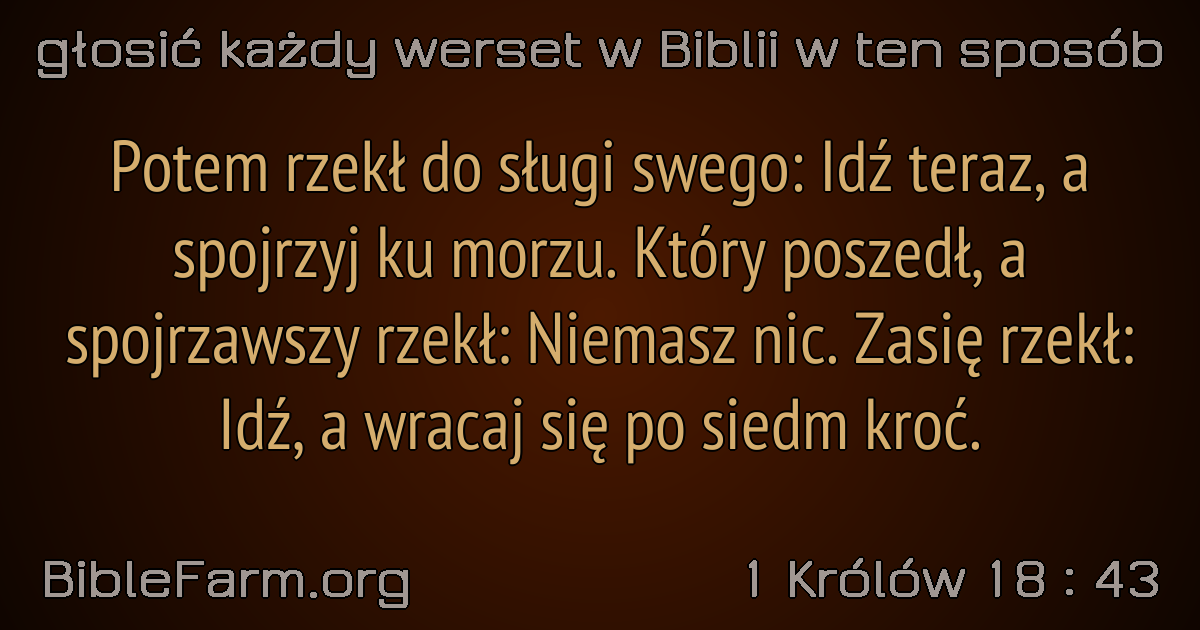 głosić każdy werset w Biblii w ten sposób
Potem rzekł do sługi swego: Idź teraz, a
spojrzyj ku morzu. Który poszedł, a
spojrzawszy rzekł: Niemasz nic. Zasię rzekł:
Idź, a wracaj się po siedm kroć.
BibleFarm.org
1 Królów 18 : 43